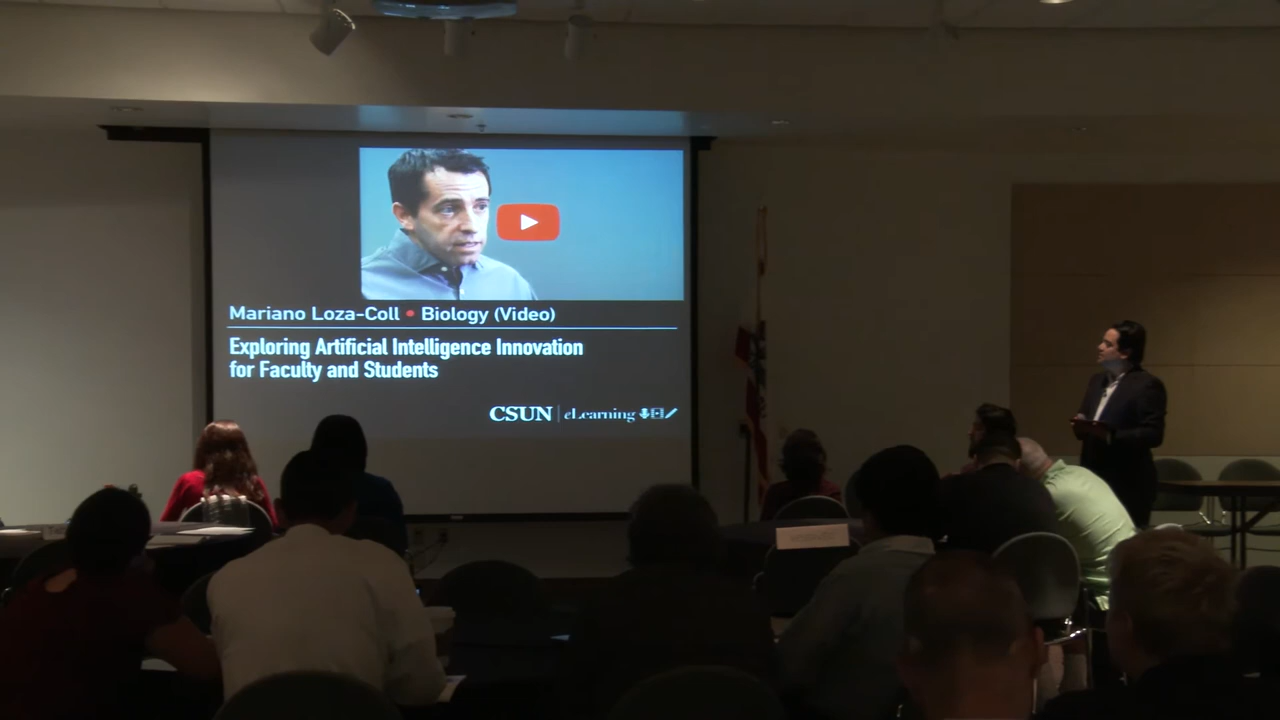 Mariano Loza-Coll • Biology (Video)
Exploring Artificial Intelligence Innovation
for Faculty and Students
CSUN | eLearning